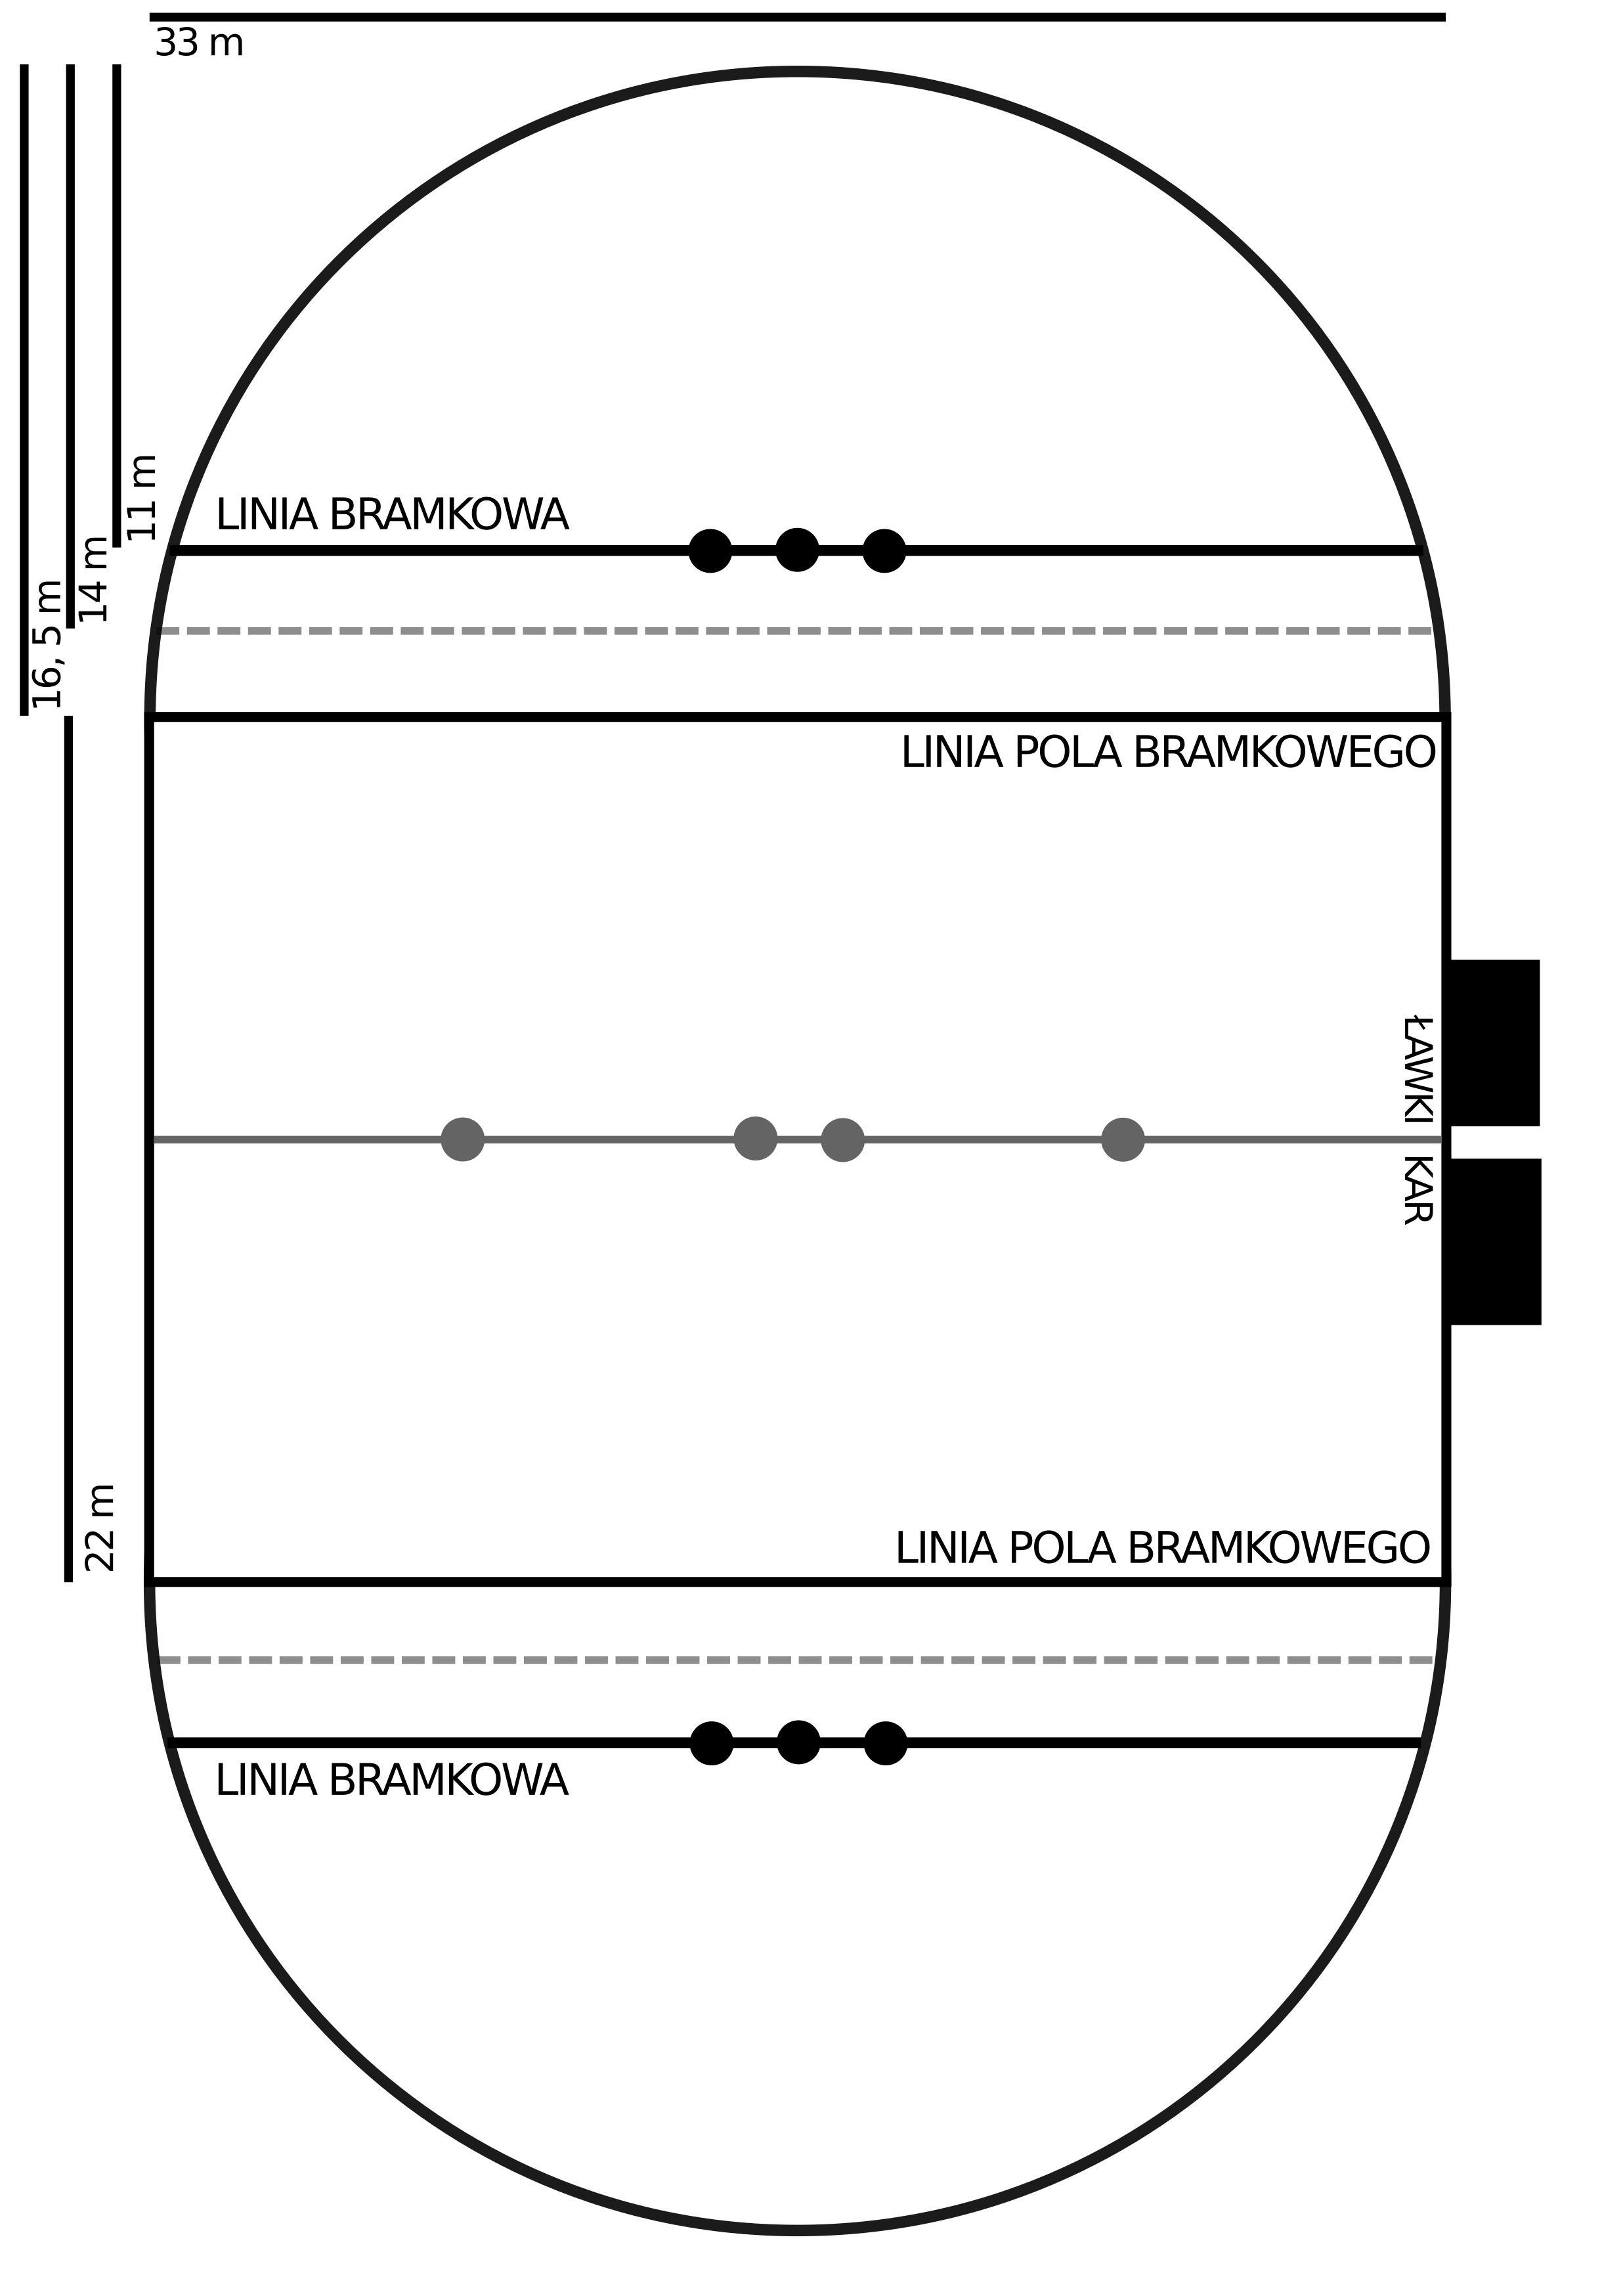 33 m
11 m
14 m
16, 5 m
LINIA BRAMKOWA
LINIA POLA BRAMKOWEGO
ŁAWKI KAR
22 m
LINIA POLA BRAMKOWEGO
LINIA BRAMKOWA